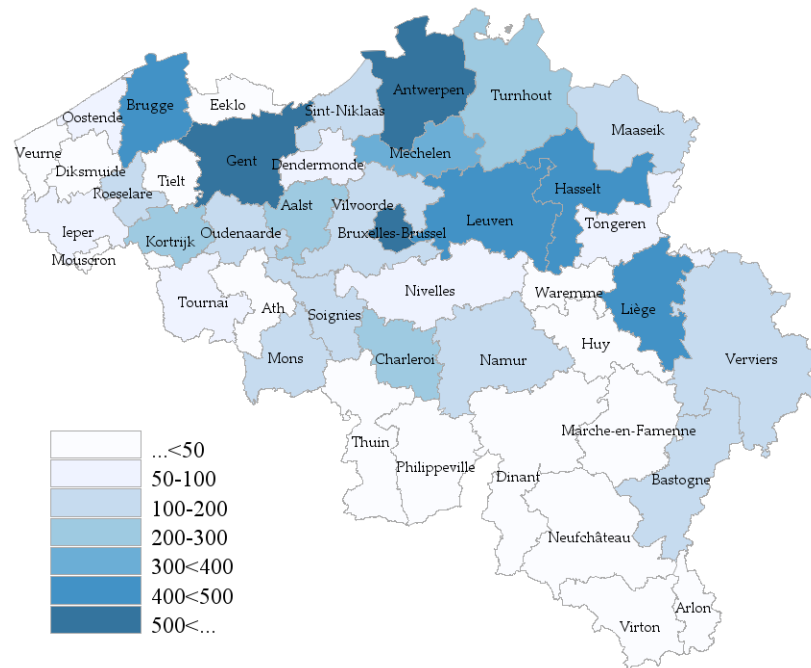 Antwerpen
Turnhout
Brugge
Eeklo
Sint-Niklaas
Oostende
Maaseik
Veurne
Mechelen
Gent
Dendermonde
Diksmuide
Tielt
Hasselt
Roeselare
Aalst
Vilvoorde
Leuven
Tongeren
Ieper
Kortrijk
Oudenaarde
Bruxelles-Brussel
Mouscron
Nivelles
Waremme
Tournai
Ath
Soignies
Liège
Huy
Mons
Charleroi
Namur
Verviers
Marche-en-Famenne
Thuin
Philippeville
Dinant
Bastogne
Neufchâteau
Arlon
Virton
...<50
50-100
100-200
200-300
300<400
400<500
500<...